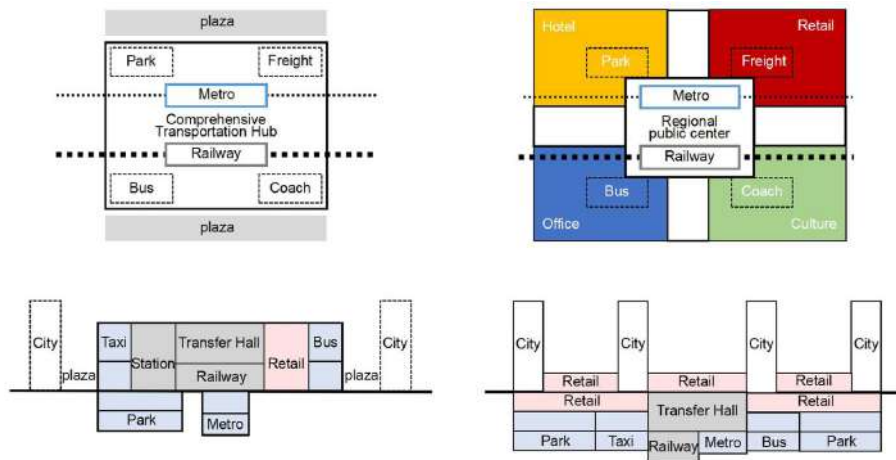 plaza
Park
Freight
Metro
Comprehensive
Transportation Hub
Railway
Bus
Coach
plaza
Hotel
Retail
Park
Freight
Metro
Regional
public center
Railway
Bus
Coach
Office
Culture
City
plaza
Taxi
Station
Transfer Hall
Railway
Retail
Bus
plaza
City
Park
Metro
City
City
City
City
Retail
Retail
Retail
Retail
Transfer Hall
Retail
Park
Taxi
Railway
Metro
Bus
Park